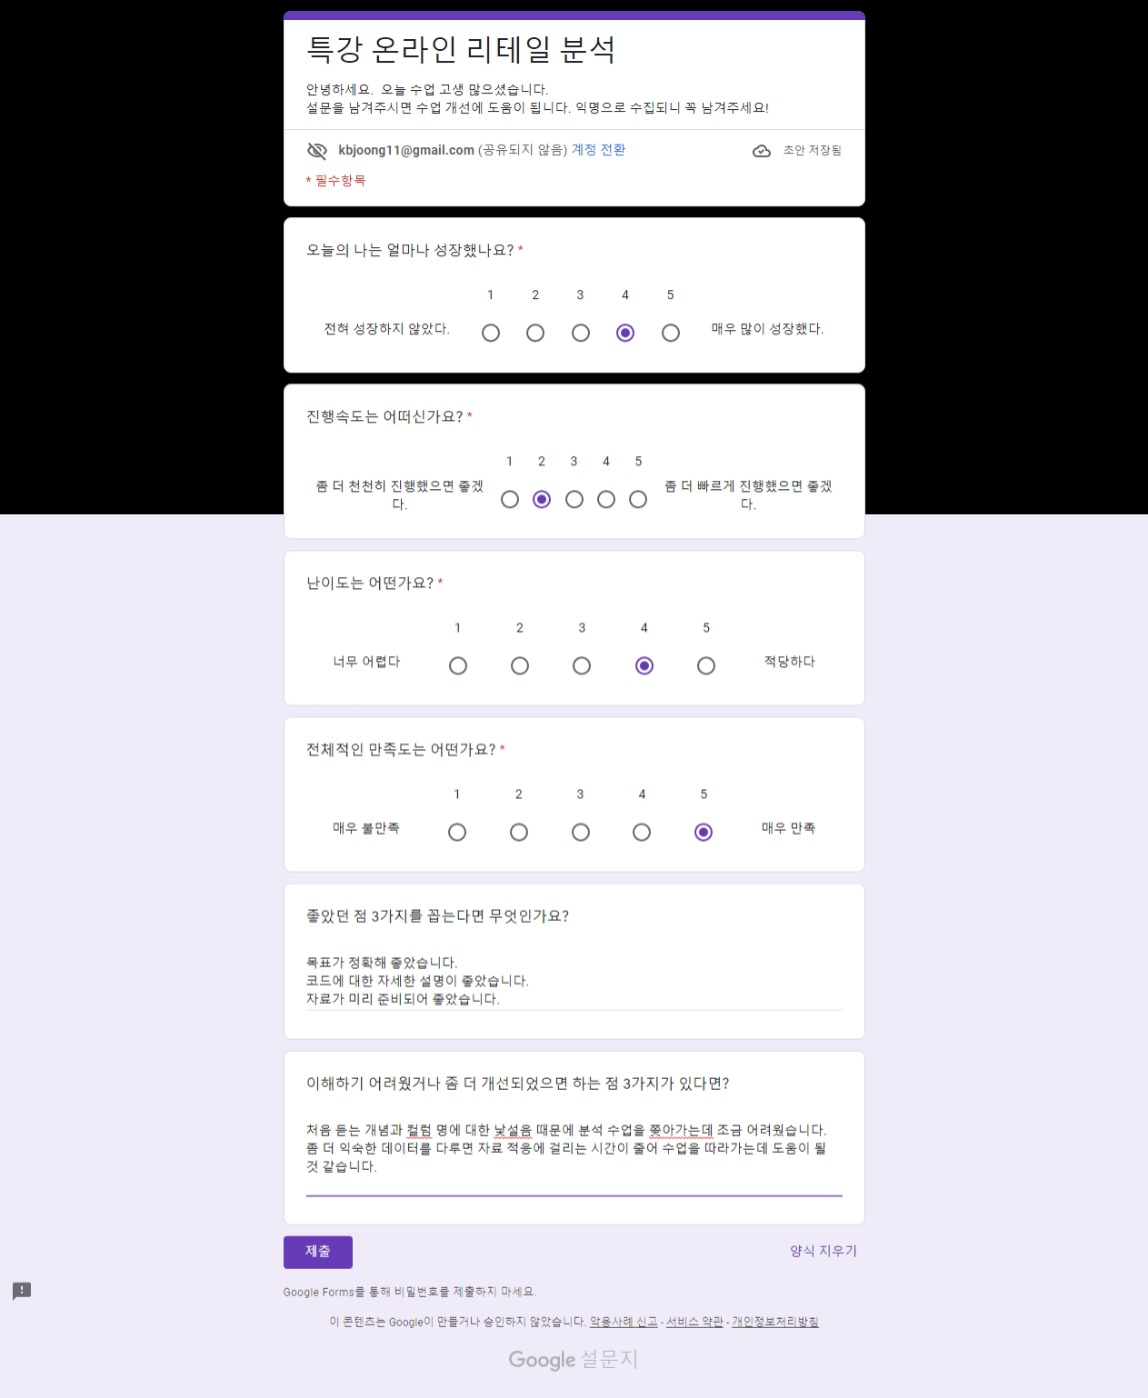 특강 온라인 리테일 분석
안녕하세요. 오늘 수업 고생 많으셨습니다.
설문을 남겨주시면 수업 개선에 도움이 됩니다. 익명으로 수집되니 꼭 남겨주세요!
kbjoong11@gmail.com (공유되지 않음) 계정 전환
초안 저장됨
* 필수항목
오늘의 나는 얼마나 성장했나요? *
1 2 3 4 5
전혀 성장하지 않았다. 매우 많이 성장했다.
진행속도는 어떠신가요? *
1 2 3 4 5
좀 더 천천히 진행했으면 좋겠
다.
좀 더 빠르게 진행했으면 좋겠
다.
난이도는 어떤가요? *
1 2 3 4 5
너무 어렵다 적당하다
전체적인 만족도는 어떤가요? *
1 2 3 4 5
매우 불만족 매우 만족
좋았던 점 3가지를 꼽는다면 무엇인가요?
목표가 정확해 좋았습니다.
코드에 대한 자세한 설명이 좋았습니다.
자료가 미리 준비되어 좋았습니다.
이해하기 어려웠거나 좀 더 개선되었으면 하는 점 3가지가 있다면?
처음 듣는 개념과 컬럼 명에 대한 낯설음 때문에 분석 수업을 쫒아가는데 조금 어려웠습니다.
좀 더 익숙한 데이터를 다루면 자료 적응에 걸리는 시간이 줄어 수업을 따라가는데 도움이 될
것 같습니다.
제출
양식 지우기
Google Forms를 통해 비밀번호를 제출하지 마세요.
이 콘텐츠는 Google이 만들거나 승인하지 않았습니다. 악용사례 신고 - 서비스 약관 - 개인정보처리방침
Google 설문지